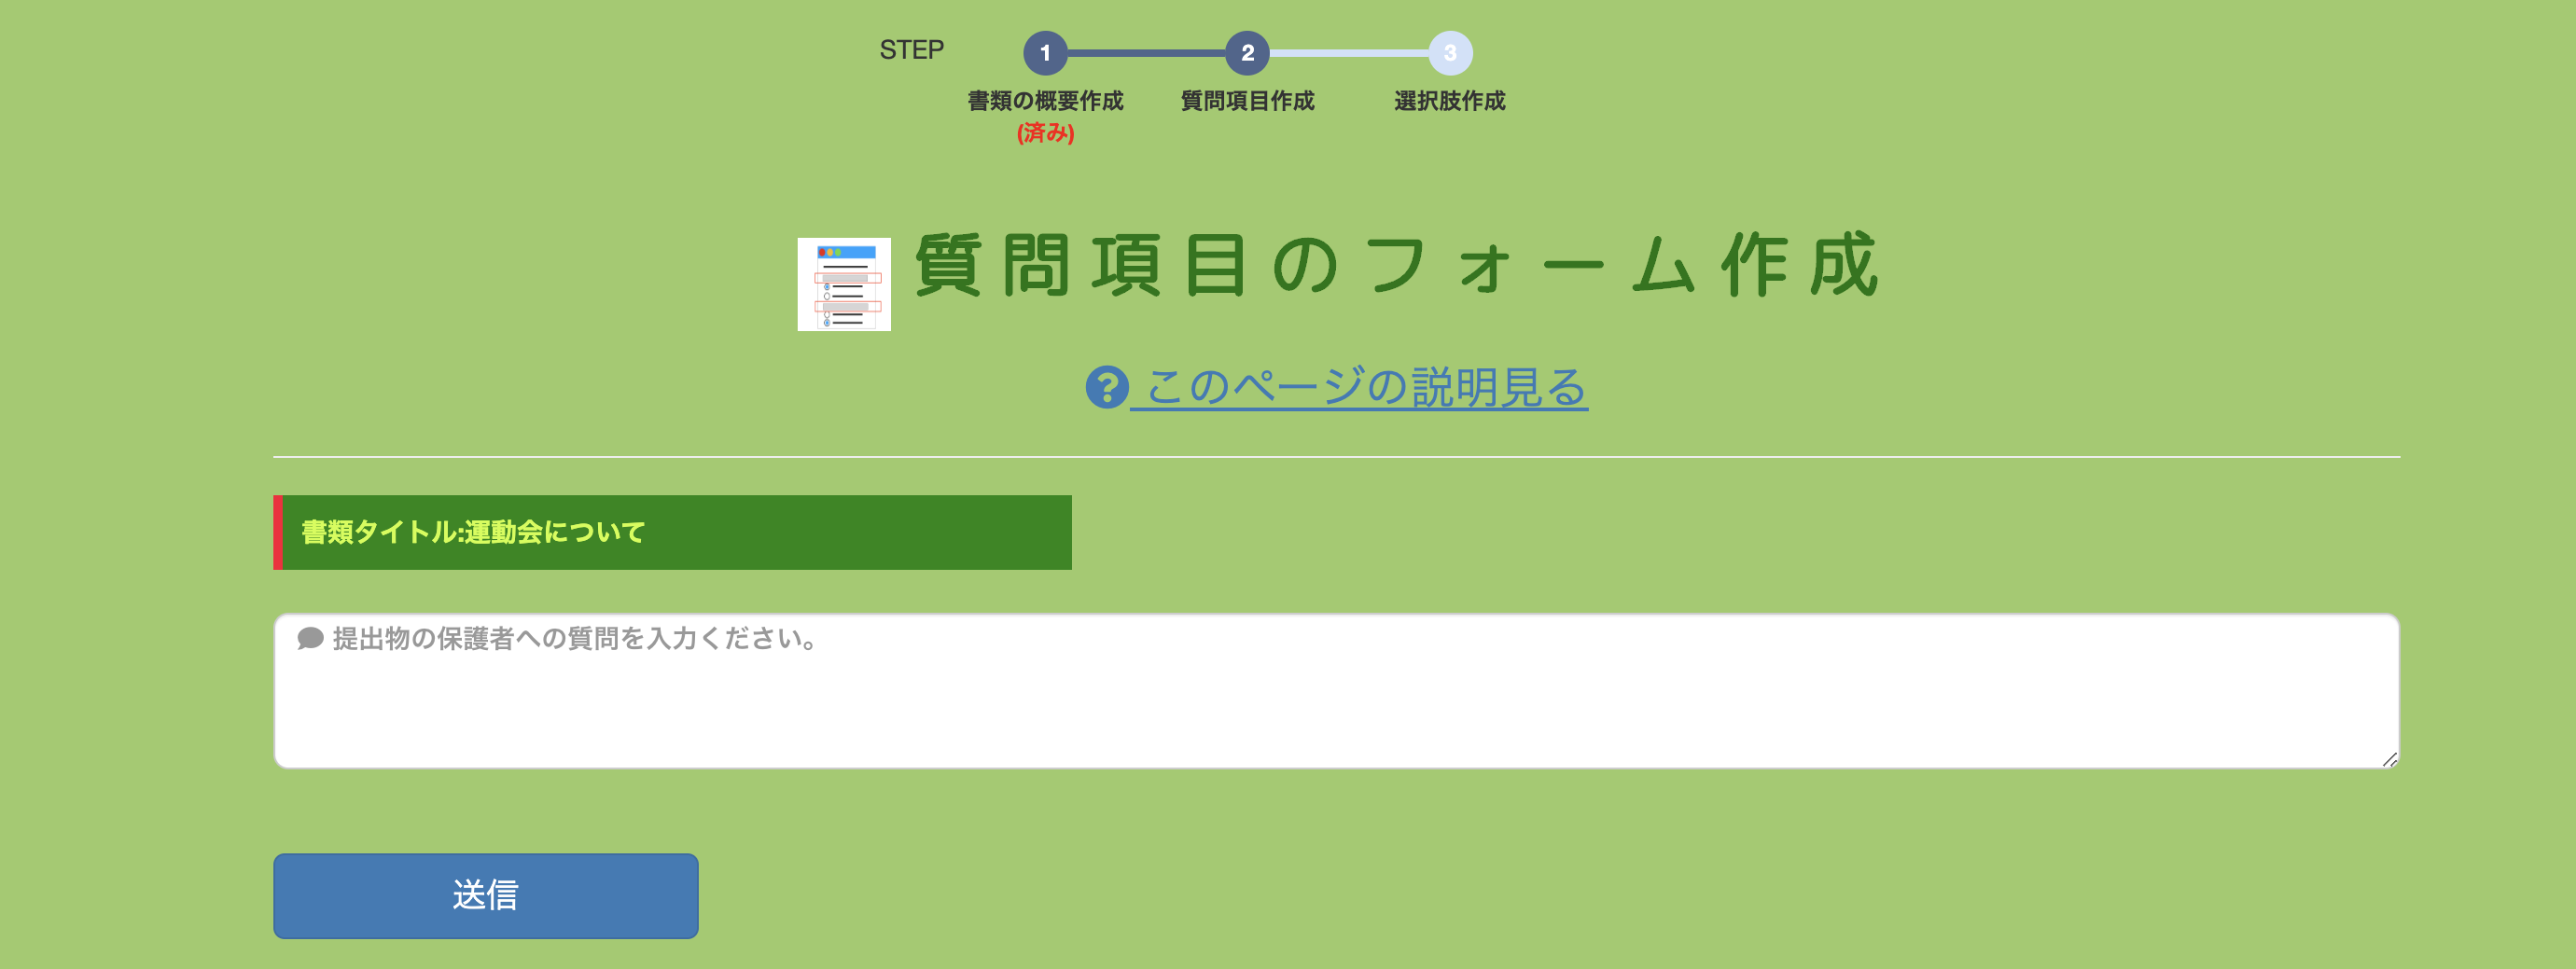 STEP
1 2 3
書類の概要作成 質問項目作成 選択肢作成
(済み)
質問項目のフォーム作成
このページの説明見る
書類タイトル:運動会について
提出物の保護者への質問を入力ください。
送信